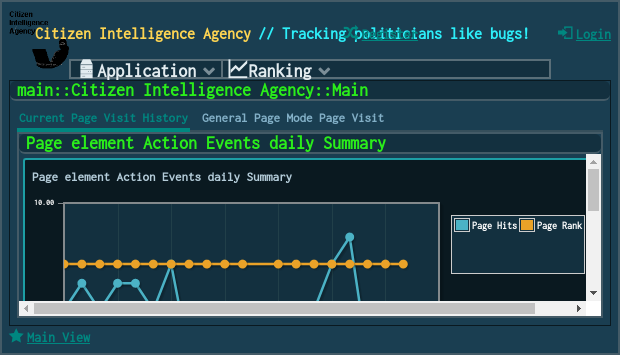 Citizen
Intelligence
Agency
Citizen Intelligence Agency // Tracking politicians like bugs!
Login
Application
Ranking
main::Citizen Intelligence Agency::Main
Current Page Visit History
General Page Mode Page Visit
Page element Action Events daily Summary
Page element Action Events daily Summary
10.00
Page Hits
Page Rank
Main View